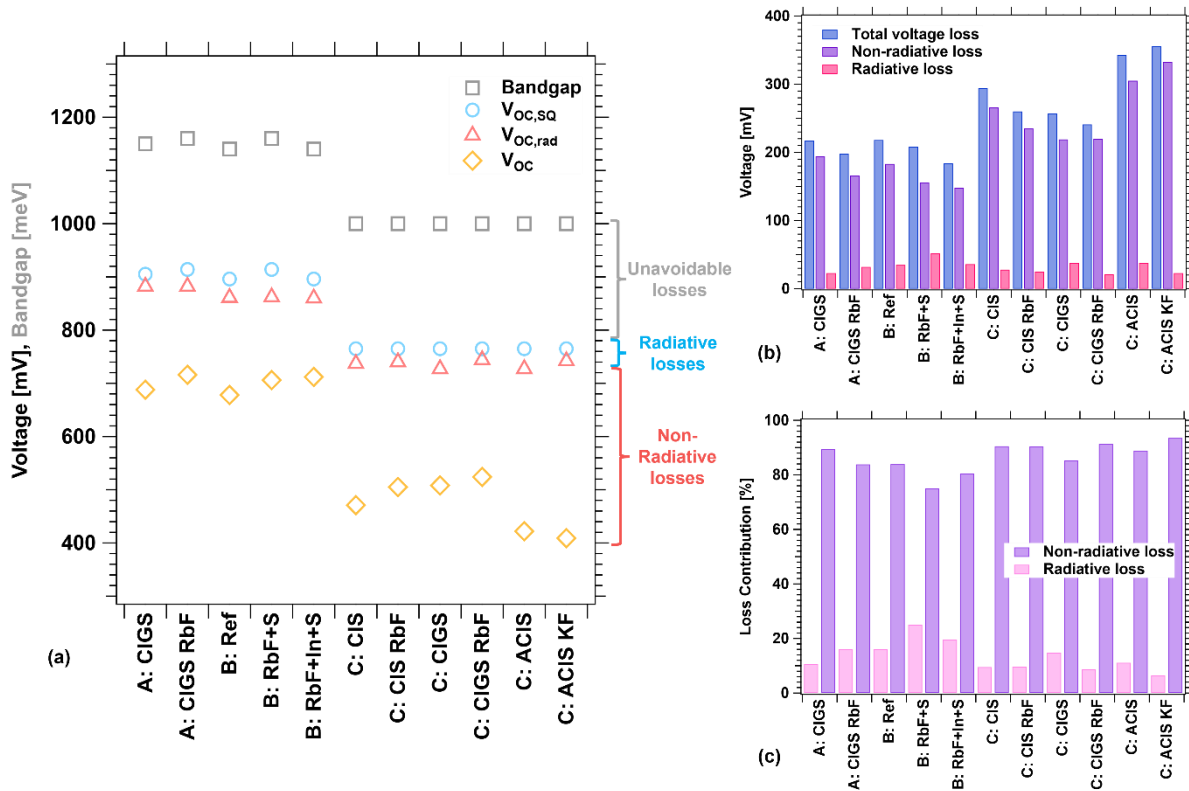 Voltage [mV], Bandgap [meV]
1200
1000
800
600
400
Bandgap
VOC,SQ
VOC,rad
VOC
Unavoidable
losses
Radiative
losses
Non-
Radiative
losses
(a)
A: CIGS
A: CIGS RbF
B: Ref
B: RbF+S
B: RbF+In+S
C: CIS
C: CIS RbF
C: CIGS
C: CIGS RbF
C: ACIS
C: ACIS KF
Voltage [mV]
400
300
200
100
0
Total voltage loss
Non-radiative loss
Radiative loss
(b)
A: CIGS
A: CIGS RbF
B: Ref
B: RbF+S
B: RbF+In+S
C: CIS
C: CIS RbF
C: CIGS
C: CIGS RbF
C: ACIS
C: ACIS KF
Loss Contribution [%]
100
80
60
40
20
0
Non-radiative loss
Radiative loss
(c)
A: CIGS
A: CIGS RbF
B: Ref
B: RbF+S
B: RbF+In+S
C: CIS
C: CIS RbF
C: CIGS
C: CIGS RbF
C: ACIS
C: ACIS KF